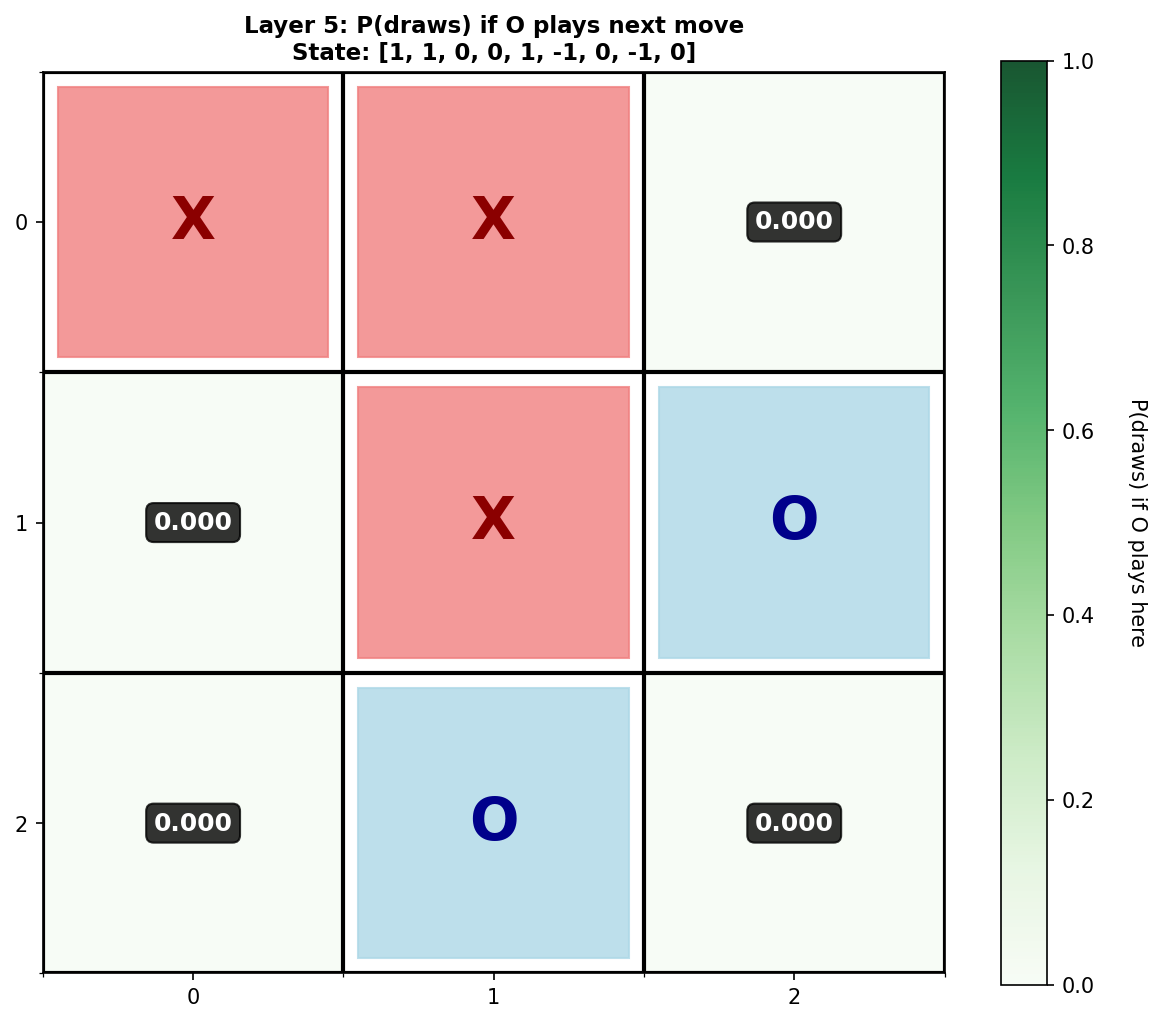 Layer 5: P(draws) if O plays next move
State: [1, 1, 0, 0, 1, -1, 0, -1, 0]
0
X
X
0.000
1
0.000
X
O
2
0.000
O
0.000
0
1
2
1.0
0.8
0.6
0.4
0.2
0.0
P(draws) if O plays here